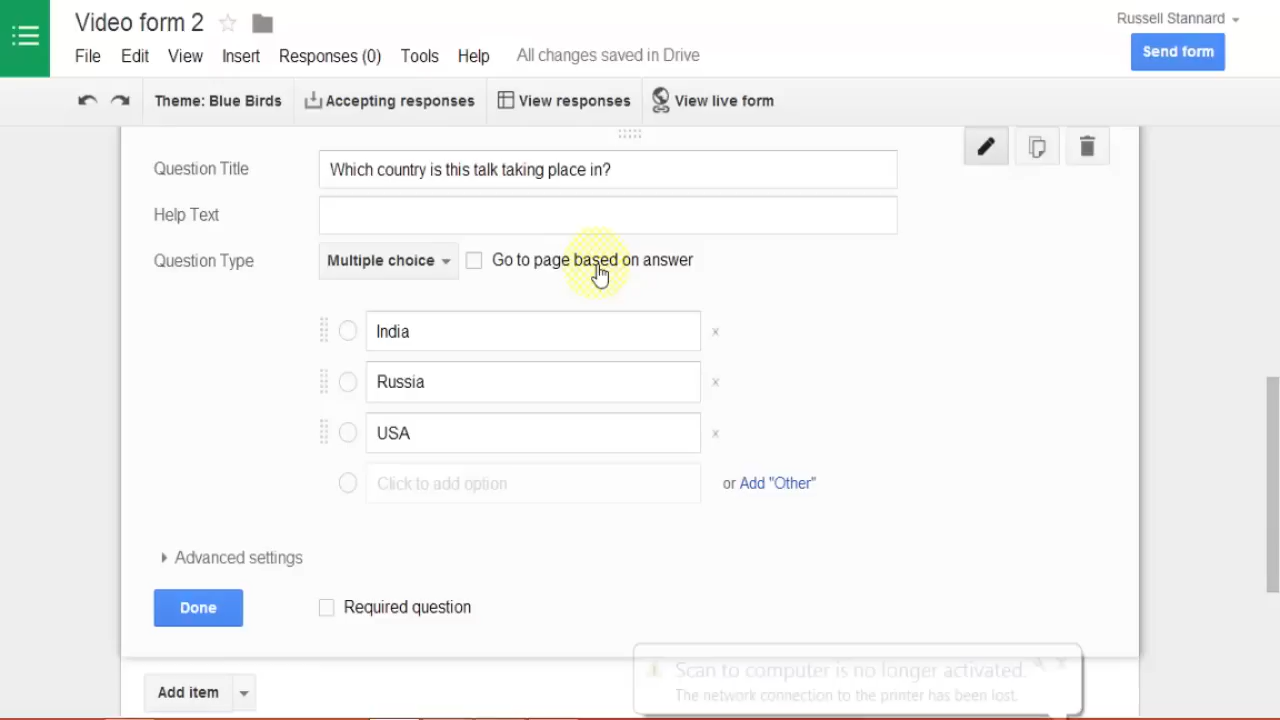 Video form 2
Russell Stannard
File Edit View Insert Responses (0) Tools Help All changes saved in Drive
Send form
Theme: Blue Birds Accepting responses View responses View live form
Question Title Which country is this talk taking place in?
Help Text
Question Type Multiple choice Go to page based on answer
India x
Russia x
USA x
Click to add option or Add "Other"
Advanced settings
Done Required question
Scan to computer is no longer activated.
Add item
The network connection to the printer has been lost.